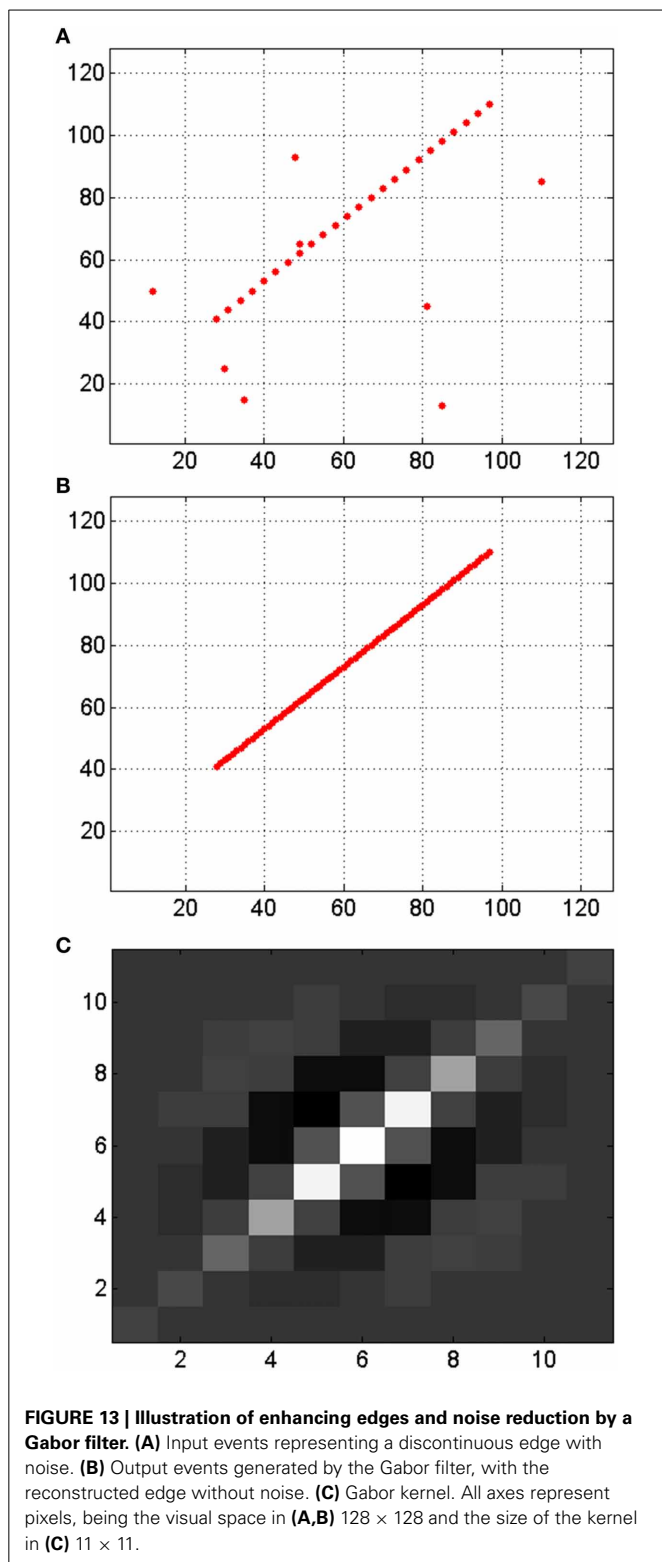 A
120
100
80
60
40
20
20 40 60 80 100 120
B
120
100
80
60
40
20
20 40 60 80 100 120
C
10
8
6
4
2
2 4 6 8 10
FIGURE 13 | Illustration of enhancing edges and noise reduction by a
Gabor filter. (A) Input events representing a discontinuous edge with
noise. (B) Output events generated by the Gabor filter, with the
reconstructed edge without noise. (C) Gabor kernel. All axes represent
pixels, being the visual space in (A,B) 128 × 128 and the size of the kernel
in (C) 11 × 11.